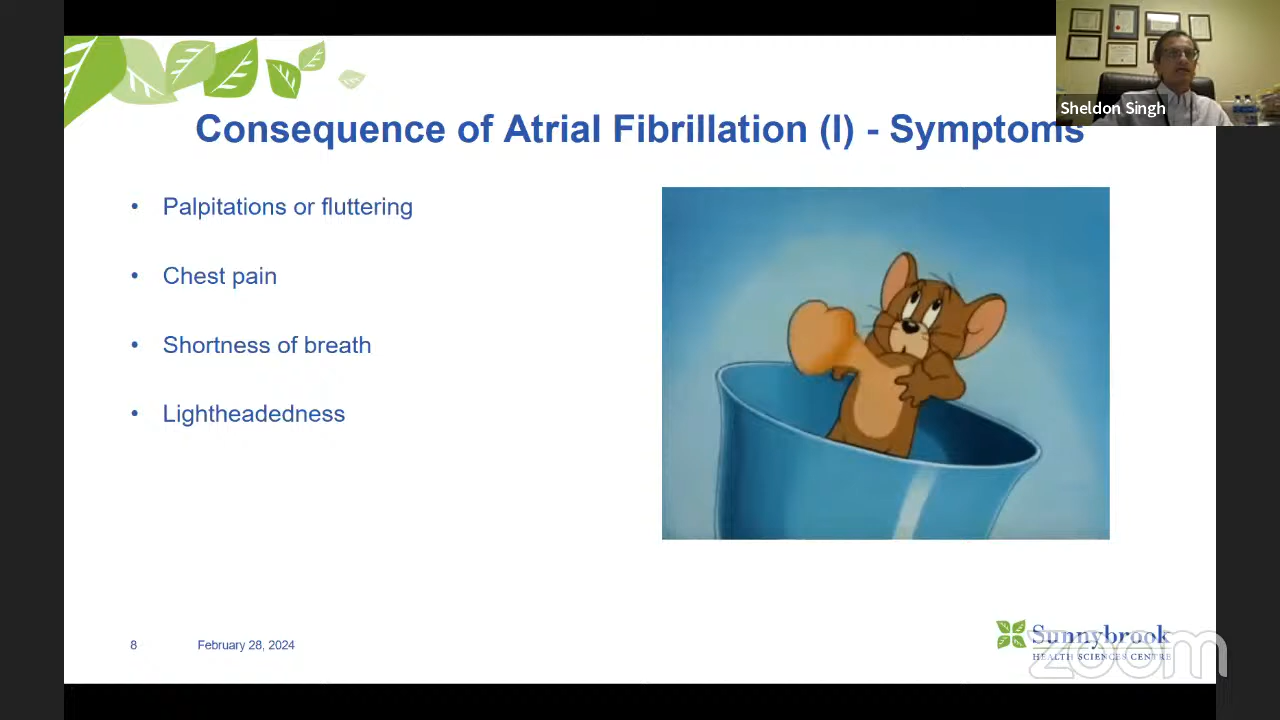 Sheldon Singh
Consequence of Atrial Fibrillation (I) - Symptoms
• Palpitations or fluttering
• Chest pain
• Shortness of breath
• Lightheadedness
8 February 28, 2024
Sunnybrook
HEALTH SCIENCES CENTRE
zoom